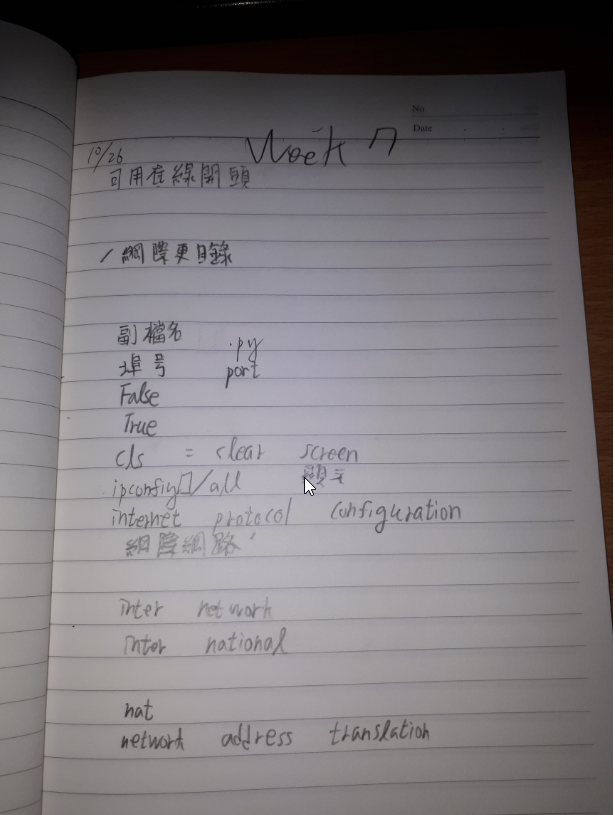 No
Date
10/26 Week 7
可用在線開頭
/網際更目錄
副檔名 .py
埠号 port
False
True
cls = clear screen
ipconfig□/all 顯示
internet protocol configuration
網際網路
inter network
inter national
nat
network address translation